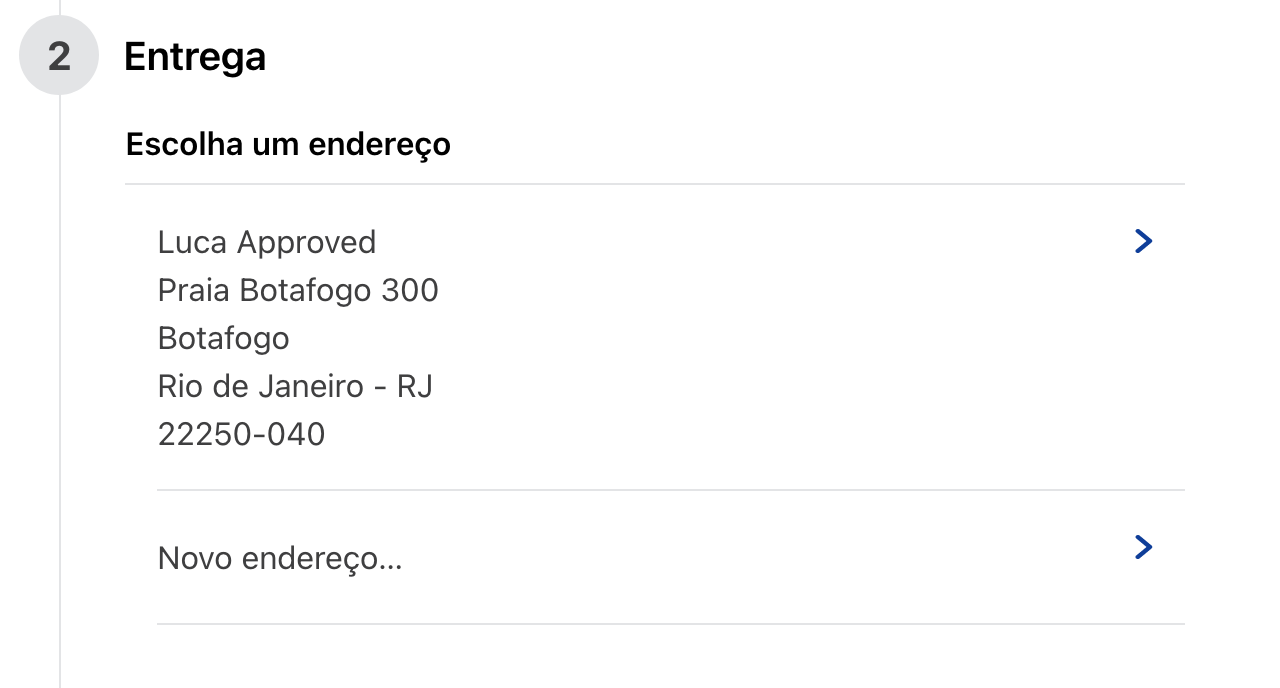 2
Entrega
Escolha um endereço
Luca Approved
Praia Botafogo 300
Botafogo
Rio de Janeiro - RJ
22250-040
Novo endereço...